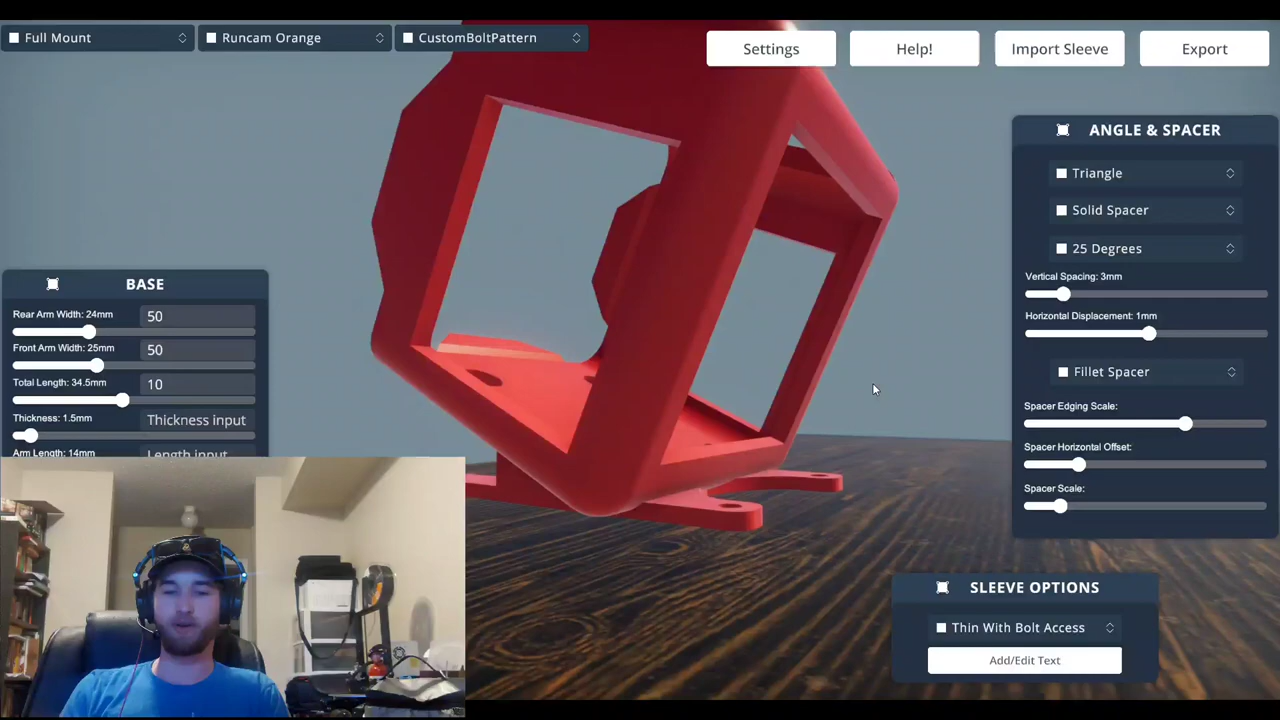 Full Mount
Runcam Orange
CustomBoltPattern
Settings
Help!
Import Sleeve
Export
ANGLE & SPACER
Triangle
Solid Spacer
25 Degrees
Vertical Spacing: 3mm
Horizontal Displacement: 1mm
Fillet Spacer
Spacer Edging Scale:
Spacer Horizontal Offset:
Spacer Scale:
BASE
Rear Arm Width: 24mm
50
Front Arm Width: 25mm
50
Total Length: 34.5mm
10
Thickness: 1.5mm
Thickness input
Arm Length: 14mm
Length input
SLEEVE OPTIONS
Thin With Bolt Access
Add/Edit Text